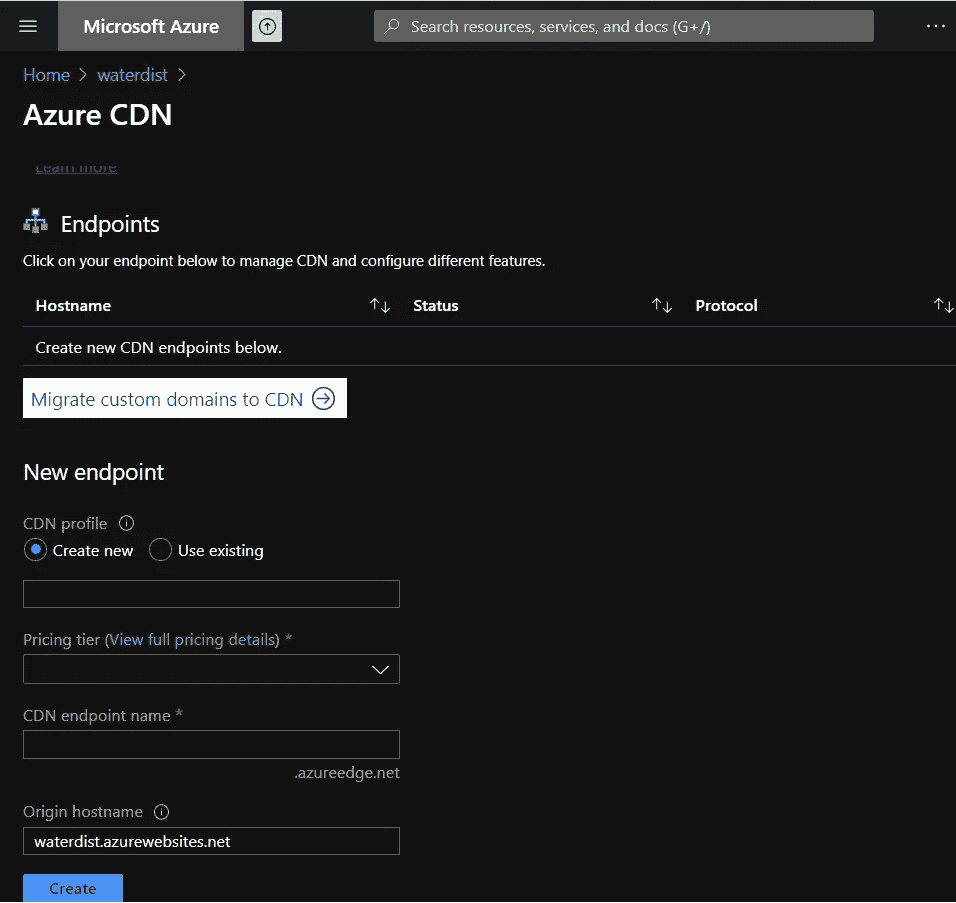 Microsoft Azure
Search resources, services, and docs (G+/)
...
Home > waterdist >
Azure CDN
Learn more
Endpoints
Click on your endpoint below to manage CDN and configure different features.
Hostname ↑↓ Status ↑↓ Protocol ↑↓
Create new CDN endpoints below.
Migrate custom domains to CDN
New endpoint
CDN profile
Create new Use existing
Pricing tier (View full pricing details) *
CDN endpoint name *
.azureedge.net
Origin hostname
waterdist.azurewebsites.net
Create